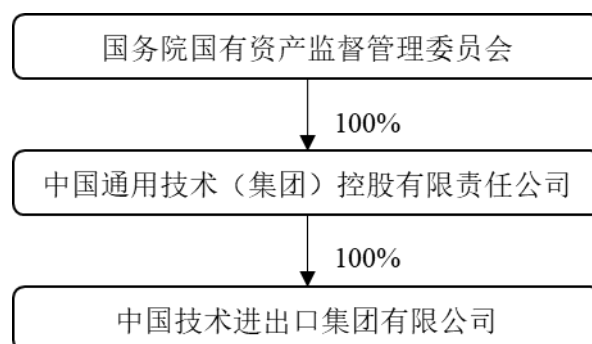 国务院国有资产监督管理委员会
100%
中国通用技术（集团）控股有限责任公司
100%
中国技术进出口集团有限公司